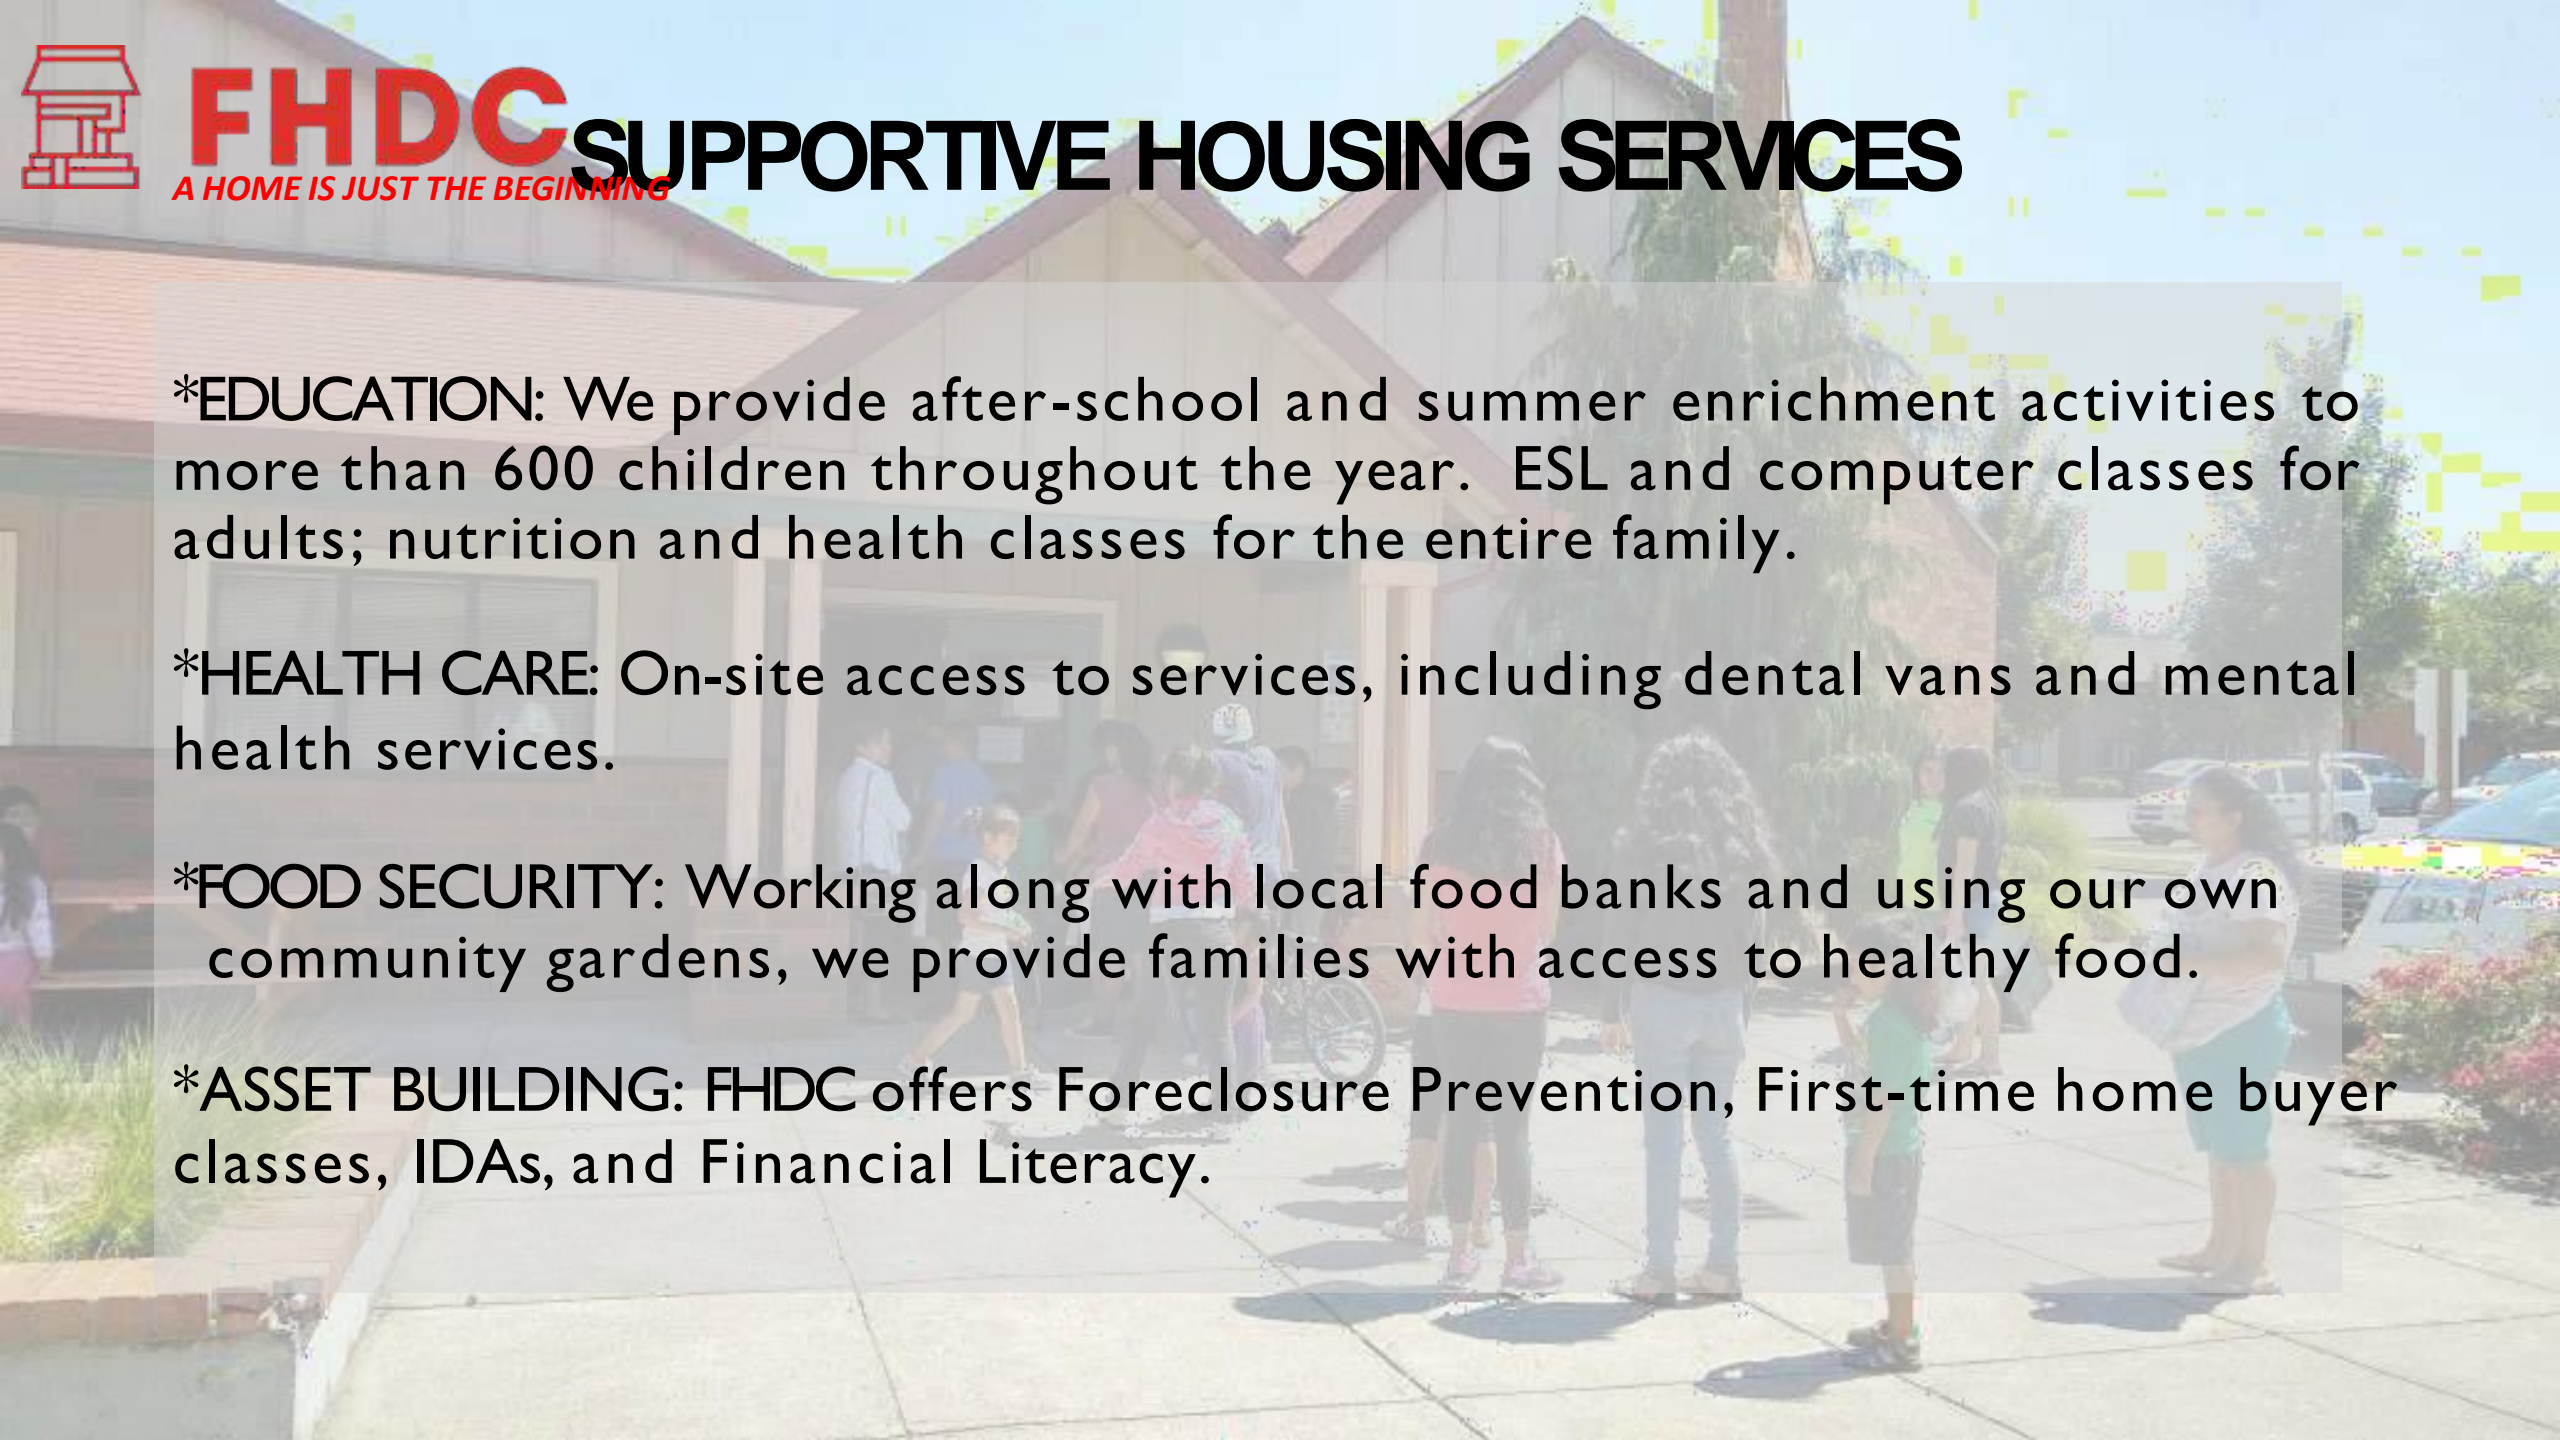 FHDC
A HOME IS JUST THE BEGINNING
SUPPORTIVE HOUSING SERVICES
*EDUCATION: We provide after-school and summer enrichment activities to
more than 600 children throughout the year. ESL and computer classes for
adults; nutrition and health classes for the entire family.
*HEALTH CARE: On-site access to services, including dental vans and mental
health services.
*FOOD SECURITY: Working along with local food banks and using our own
community gardens, we provide families with access to healthy food.
*ASSET BUILDING: FHDC offers Foreclosure Prevention, First-time home buyer
classes, IDAs, and Financial Literacy.